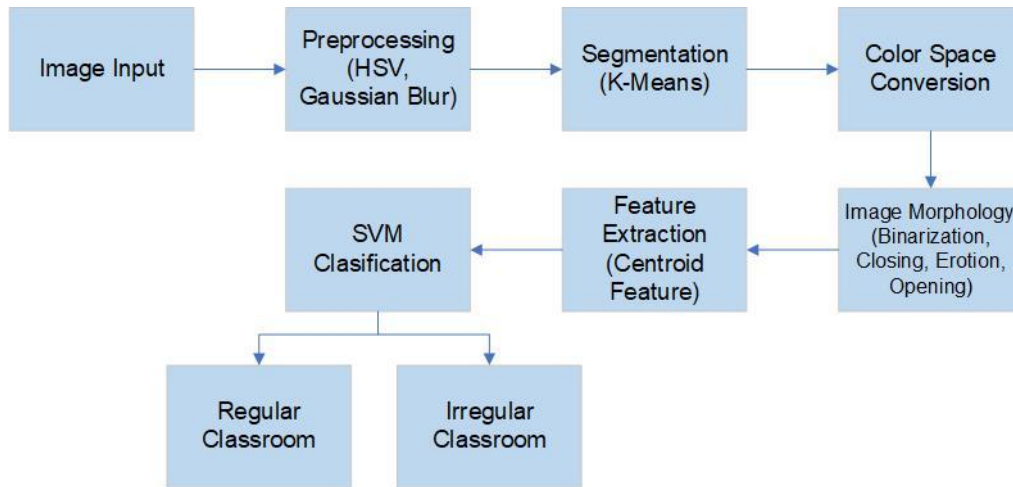 Image Input
Preprocessing
(HSV,
Gaussian Blur)
Segmentation
(K-Means)
Color Space
Conversion
Image Morphology
(Binarization,
Closing, Erotion,
Opening)
Feature
Extraction
(Centroid
Feature)
SVM
Clasification
Regular
Classroom
Irregular
Classroom